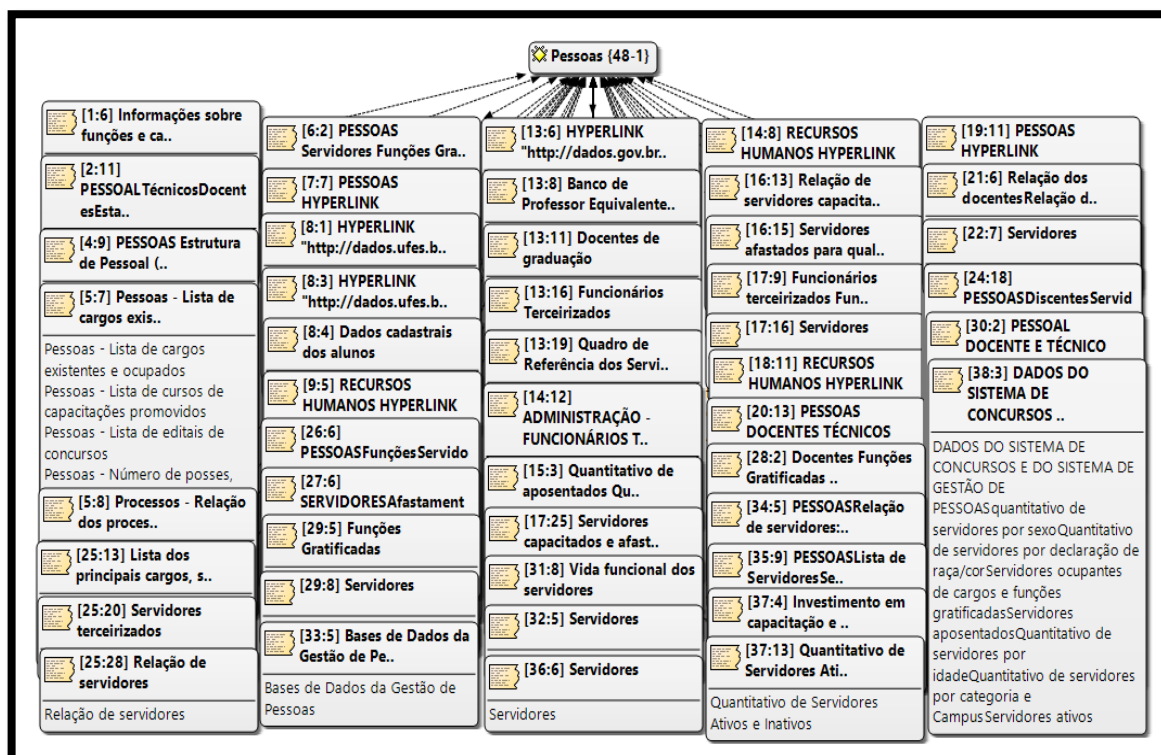 Pessoas {48-1}
[1:6] Informações sobre
funções e ca..
[2:11]
PESSOALTécnicosDocent
esEsta..
[4:9] PESSOAS Estrutura
de Pessoal (..
[5:7] Pessoas - Lista de
cargos exis..
Pessoas - Lista de cargos
existentes e ocupados
Pessoas - Lista de cursos de
capacitações promovidos
Pessoas - Lista de editais de
concursos
Pessoas - Número de posses,
[5:8] Processos - Relação
dos proces..
[25:13] Lista dos
principais cargos, s..
[25:20] Servidores
terceirizados
[25:28] Relação de
servidores
Relação de servidores
[6:2] PESSOAS
Servidores Funções Gra..
[7:7] PESSOAS
HYPERLINK
[8:1] HYPERLINK
"http://dados.ufes.b..
[8:3] HYPERLINK
"http://dados.ufes.b..
[8:4] Dados cadastrais
dos alunos
[9:5] RECURSOS
HUMANOS HYPERLINK
[26:6]
PESSOASFunçõesServido
[27:6]
SERVIDORESAfastament
[29:5] Funções
Gratificadas
[29:8] Servidores
[33:5] Bases de Dados da
Gestão de Pe..
Bases de Dados da Gestão de
Pessoas
[13:6] HYPERLINK
"http://dados.gov.br..
[13:8] Banco de
Professor Equivalente..
[13:11] Docentes de
graduação
[13:16] Funcionários
Terceirizados
[13:19] Quadro de
Referência dos Servi..
[14:12]
ADMINISTRAÇÃO -
FUNCIONÁRIOS T..
[15:3] Quantitativo de
aposentados Qu..
[17:25] Servidores
capacitados e afast..
[31:8] Vida funcional dos
servidores
[32:5] Servidores
[36:6] Servidores
Servidores
[14:8] RECURSOS
HUMANOS HYPERLINK
[16:13] Relação de
servidores capacita..
[16:15] Servidores
afastados para qual..
[17:9] Funcionários
terceirizados Fun..
[17:16] Servidores
[18:11] RECURSOS
HUMANOS HYPERLINK
[20:13] PESSOAS
DOCENTES TÉCNICOS
[28:2] Docentes Funções
Gratificadas ..
[34:5] PESSOASRelação
de servidores:..
[35:9] PESSOASLista de
ServidoresSe..
[37:4] Investimento em
capacitação e ..
[37:13] Quantitativo de
Servidores Ati..
Quantitativo de Servidores
Ativos e Inativos
[19:11] PESSOAS
HYPERLINK
[21:6] Relação dos
docentesRelação d..
[22:7] Servidores
[24:18]
PESSOASDiscentesServid
[30:2] PESSOAL
DOCENTE E TÉCNICO
[38:3] DADOS DO
SISTEMA DE
CONCURSOS ..
DADOS DO SISTEMA DE
CONCURSOS E DO SISTEMA DE
GESTÃO DE
PESSOASquantitativo de
servidores por sexoQuantitativo
de servidores por declaração de
raça/corServidores ocupantes
de cargos e funções
gratificadasServidores
aposentadosQuantitativo de
servidores por
idadeQuantitativo de servidores
por categoria e
CampusServidores ativos